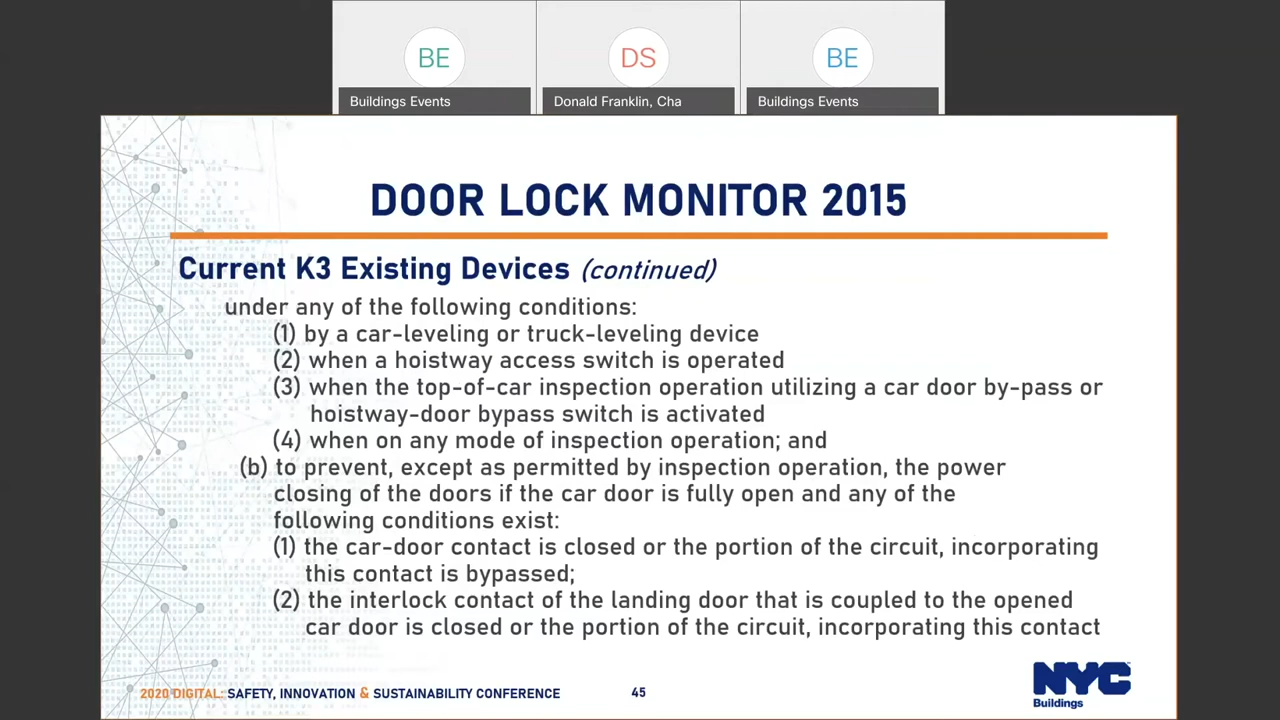 BE
DS
BE
Buildings Events
Donald Franklin, Cha
Buildings Events
DOOR LOCK MONITOR 2015
Current K3 Existing Devices (continued)
under any of the following conditions:
(1) by a car-leveling or truck-leveling device
(2) when a hoistway access switch is operated
(3) when the top-of-car inspection operation utilizing a car door by-pass or
hoistway-door bypass switch is activated
(4) when on any mode of inspection operation; and
(b) to prevent, except as permitted by inspection operation, the power
closing of the doors if the car door is fully open and any of the
following conditions exist:
(1) the car-door contact is closed or the portion of the circuit, incorporating
this contact is bypassed;
(2) the interlock contact of the landing door that is coupled to the opened
car door is closed or the portion of the circuit, incorporating this contact
2020 DIGITAL: SAFETY, INNOVATION & SUSTAINABILITY CONFERENCE
45
NYC
Buildings